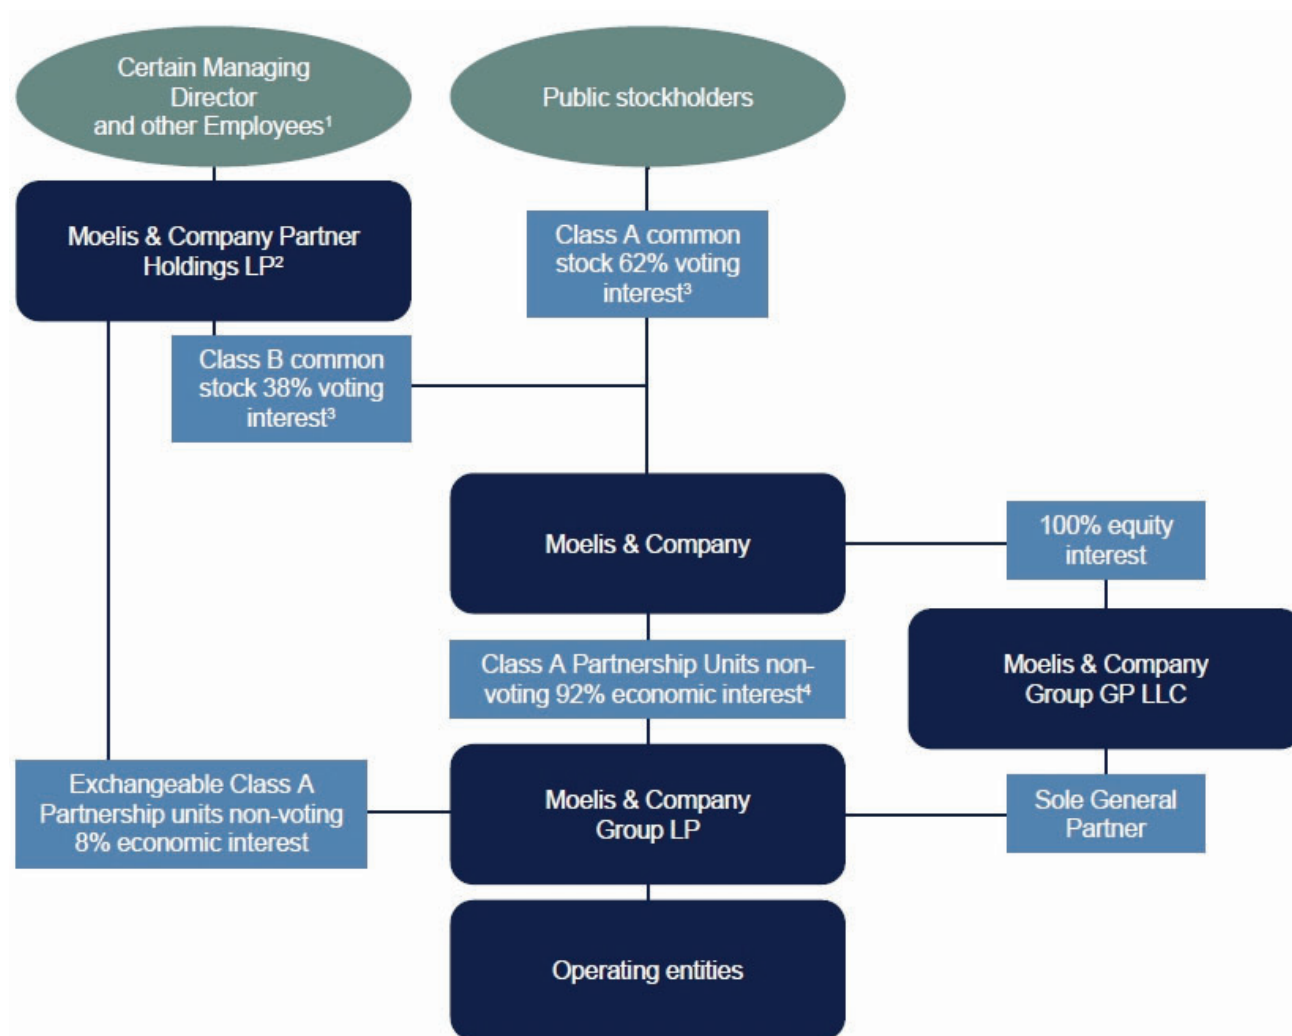 Certain Managing
Director
and other Employees¹
Public stockholders
Moelis & Company Partner
Holdings LP²
Class A common
stock 62% voting
interest³
Class B common
stock 38% voting
interest³
Moelis & Company
100% equity
interest
Class A Partnership Units non-
voting 92% economic interest⁴
Moelis & Company
Group GP LLC
Exchangeable Class A
Partnership units non-voting
8% economic interest
Moelis & Company
Group LP
Sole General
Partner
Operating entities